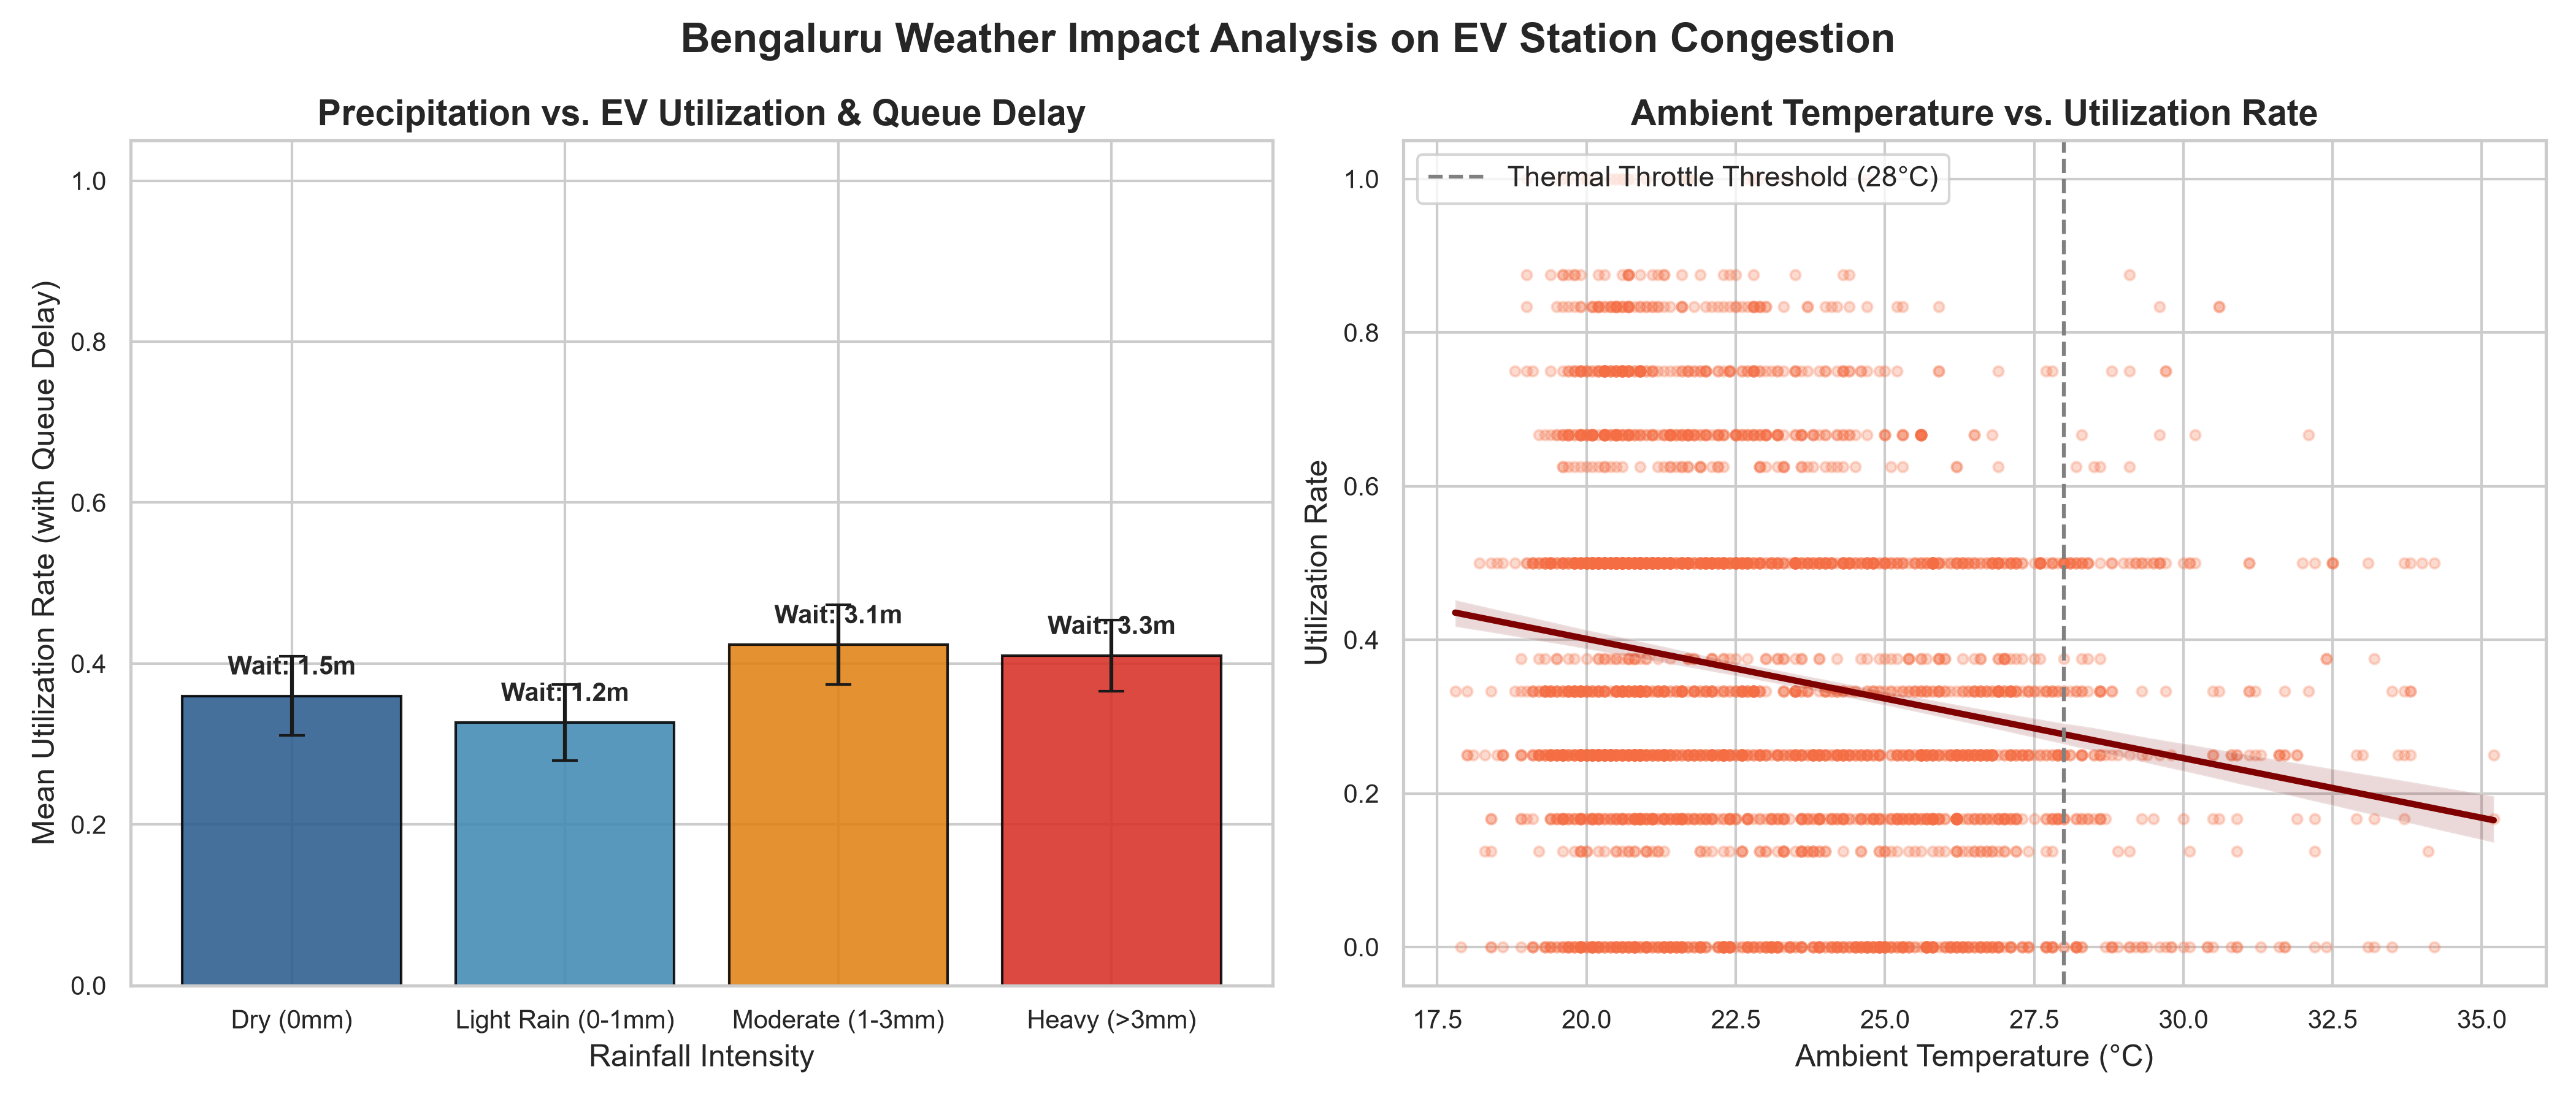 Bengaluru Weather Impact Analysis on EV Station Congestion
Precipitation vs. EV Utilization & Queue Delay
Mean Utilization Rate (with Queue Delay)
1.0
0.8
0.6
0.4
0.2
0.0
Wait: 1.5m
Wait: 1.2m
Wait: 3.1m
Wait: 3.3m
Dry (0mm)
Light Rain (0-1mm)
Moderate (1-3mm)
Heavy (>3mm)
Rainfall Intensity
Ambient Temperature vs. Utilization Rate
Thermal Throttle Threshold (28°C)
Utilization Rate
1.0
0.8
0.6
0.4
0.2
0.0
17.5
20.0
22.5
25.0
27.5
30.0
32.5
35.0
Ambient Temperature (°C)